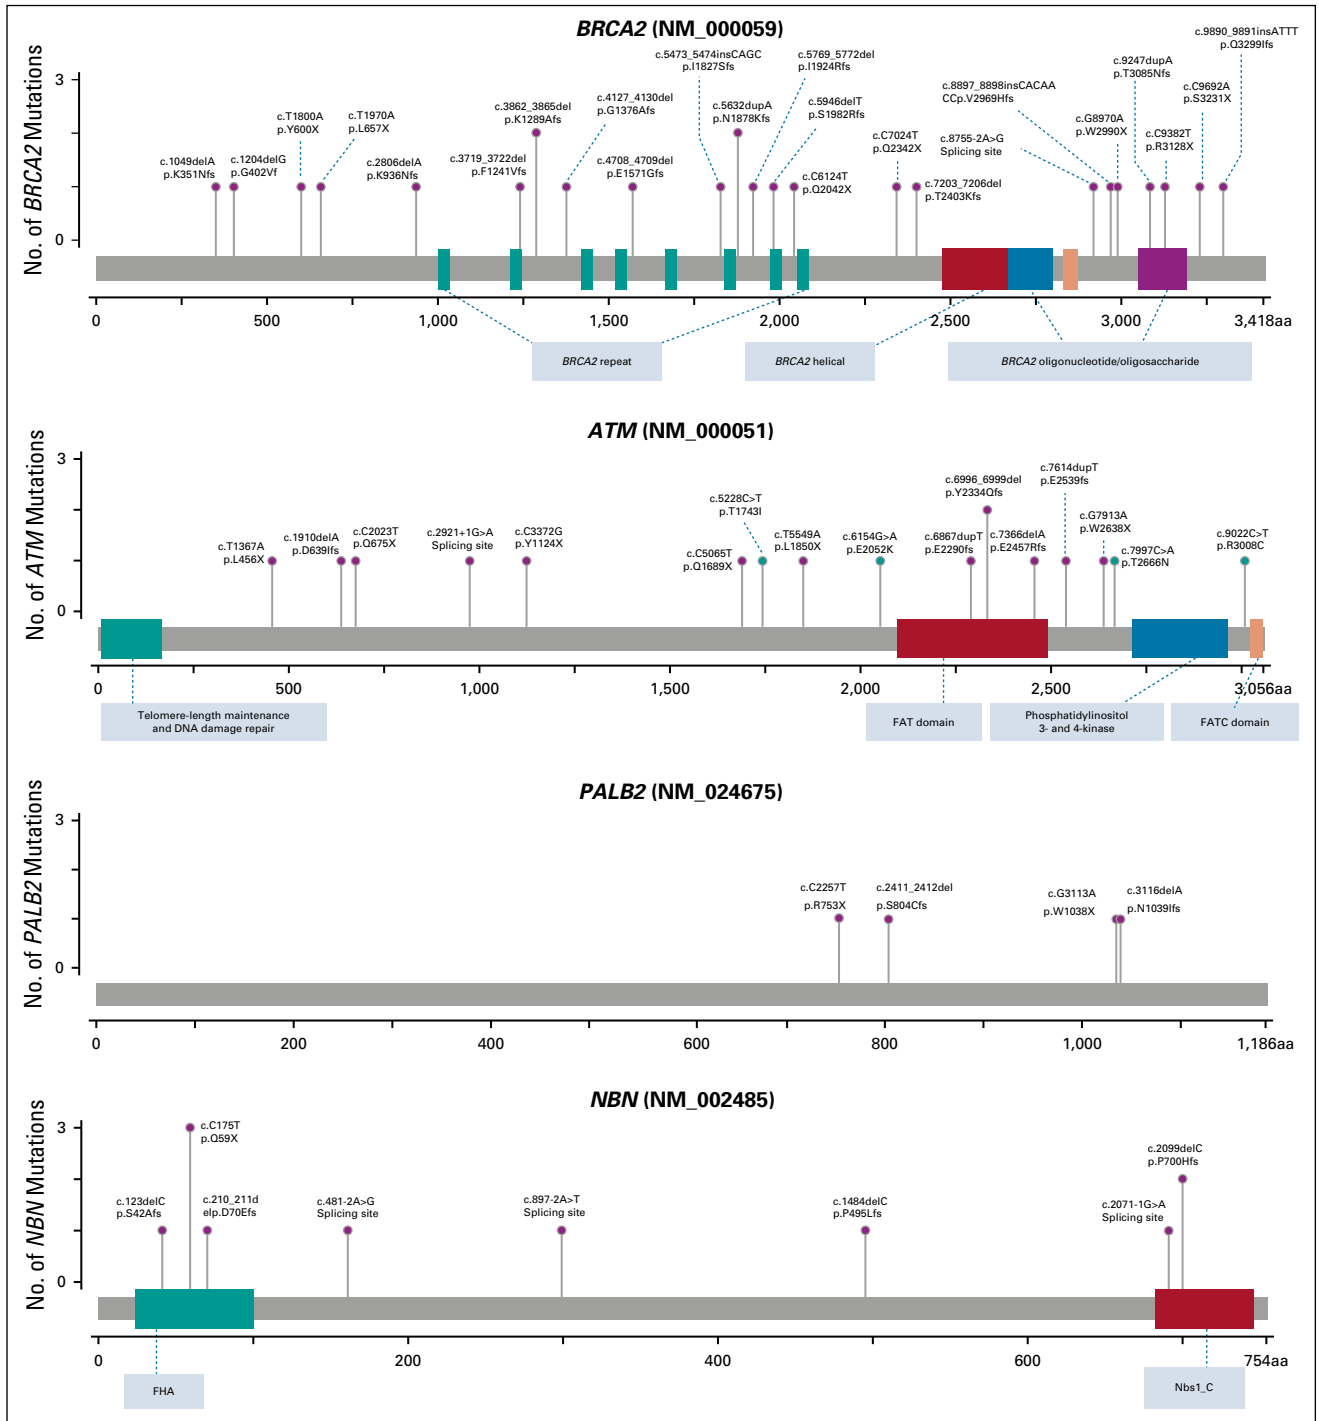 BRCA2 (NM_000059)
No. of BRCA2 Mutations
3
0
c.1049delA
p.K351Nfs
c.1204delG
p.G402Vf
c.T1800A
p.Y600X
c.T1970A
p.L657X
c.2806delA
p.K936Nfs
c.3719_3722del
p.F1241Vfs
c.3862_3865del
p.K1289Afs
c.4127_4130del
p.G1376Afs
c.4708_4709del
p.E1571Gfs
c.5473_5474insCAGC
p.I1827Sfs
c.5632dupA
p.N1878Kfs
c.5769_5772del
p.I1924Rfs
c.5946delT
p.S1982Rfs
c.C6124T
p.Q2042X
c.C7024T
p.Q2342X
c.7203_7206del
p.T2403Kfs
c.8755-2A>G
Splicing site
c.8897_8898insCACAA
CCp.V2969Hfs
c.G8970A
p.W2990X
c.9247dupA
p.T3085Nfs
c.C9382T
p.R3128X
c.C9692A
p.S3231X
c.9890_9891insATTT
p.Q3299Ifs
0
500
1,000
1,500
2,000
2,500
3,000
3,418aa
BRCA2 repeat
BRCA2 helical
BRCA2 oligonucleotide/oligosaccharide
ATM (NM_000051)
No. of ATM Mutations
3
0
c.T1367A
p.L456X
c.1910delA
p.D639Ifs
c.C2023T
p.Q675X
c.2921+1G>A
Splicing site
c.C3372G
p.Y1124X
c.C5065T
p.Q1689X
c.5228C>T
p.T1743I
c.T5549A
p.L1850X
c.6154G>A
p.E2052K
c.6867dupT
p.E2290fs
c.6996_6999del
p.Y2334Qfs
c.7366delA
p.E2457Rfs
c.7614dupT
p.E2539fs
c.G7913A
p.W2638X
c.7997C>A
p.T2666N
c.9022C>T
p.R3008C
0
500
1,000
1,500
2,000
2,500
3,056aa
Telomere-length maintenance
and DNA damage repair
FAT domain
Phosphatidylinositol
3- and 4-kinase
FATC domain
PALB2 (NM_024675)
No. of PALB2 Mutations
3
0
c.C2257T
p.R753X
c.2411_2412del
p.S804Cfs
c.G3113A
p.W1038X
c.3116delA
p.N1039Ifs
0
200
400
600
800
1,000
1,186aa
NBN (NM_002485)
No. of NBN Mutations
3
0
c.123delC
p.S42Afs
c.C175T
p.Q59X
c.210_211d
elp.D70Efs
c.481-2A>G
Splicing site
c.897-2A>T
Splicing site
c.1484delC
p.P495Lfs
c.2071-1G>A
Splicing site
c.2099delC
p.P700Hfs
0
200
400
600
754aa
FHA
Nbs1_C